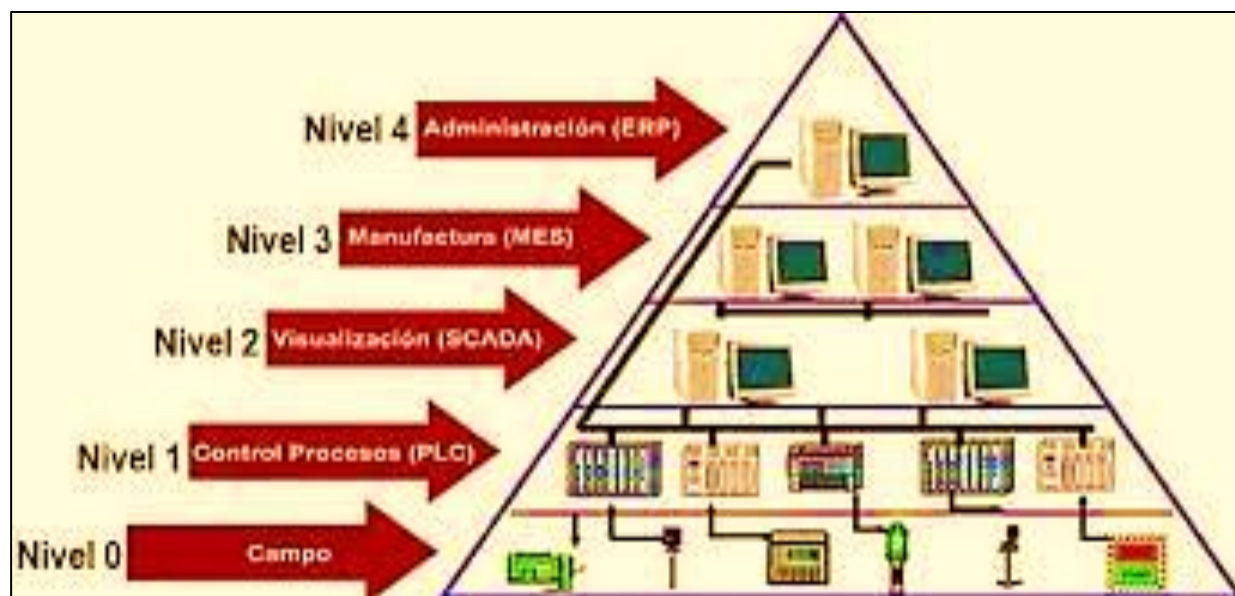 Nivel 4 Administración (ERP)
Nivel 3 Manufactura (MES)
Nivel 2 Visualización (SCADA)
Nivel 1 Control Procesos (PLC)
Nivel 0 Campo